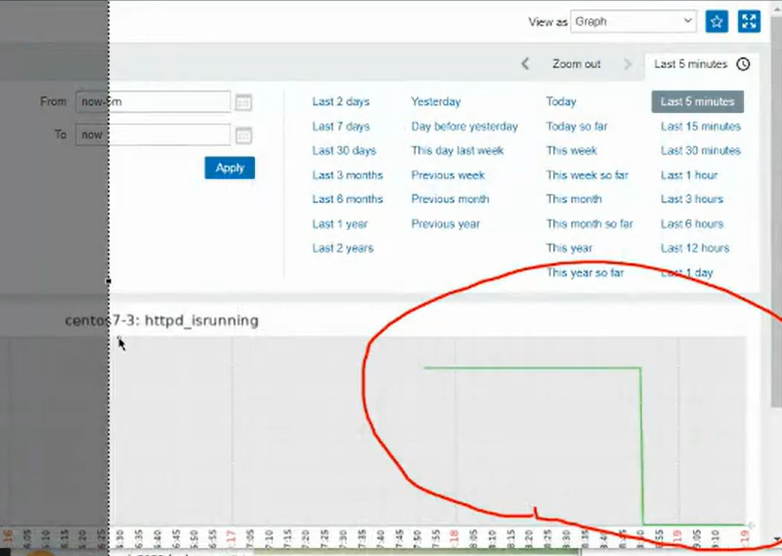 View as Graph
Zoom out Last 5 minutes
From now-5m
To now
Apply
Last 2 days Yesterday Today Last 5 minutes
Last 7 days Day before yesterday Today so far Last 15 minutes
Last 30 days This day last week This week Last 30 minutes
Last 3 months Previous week This week so far Last 1 hour
Last 6 months Previous month This month Last 3 hours
Last 1 year Previous year This month so far Last 6 hours
Last 2 years This year Last 12 hours
This year so far Last 1 day
centos7-3: httpd_isrunning